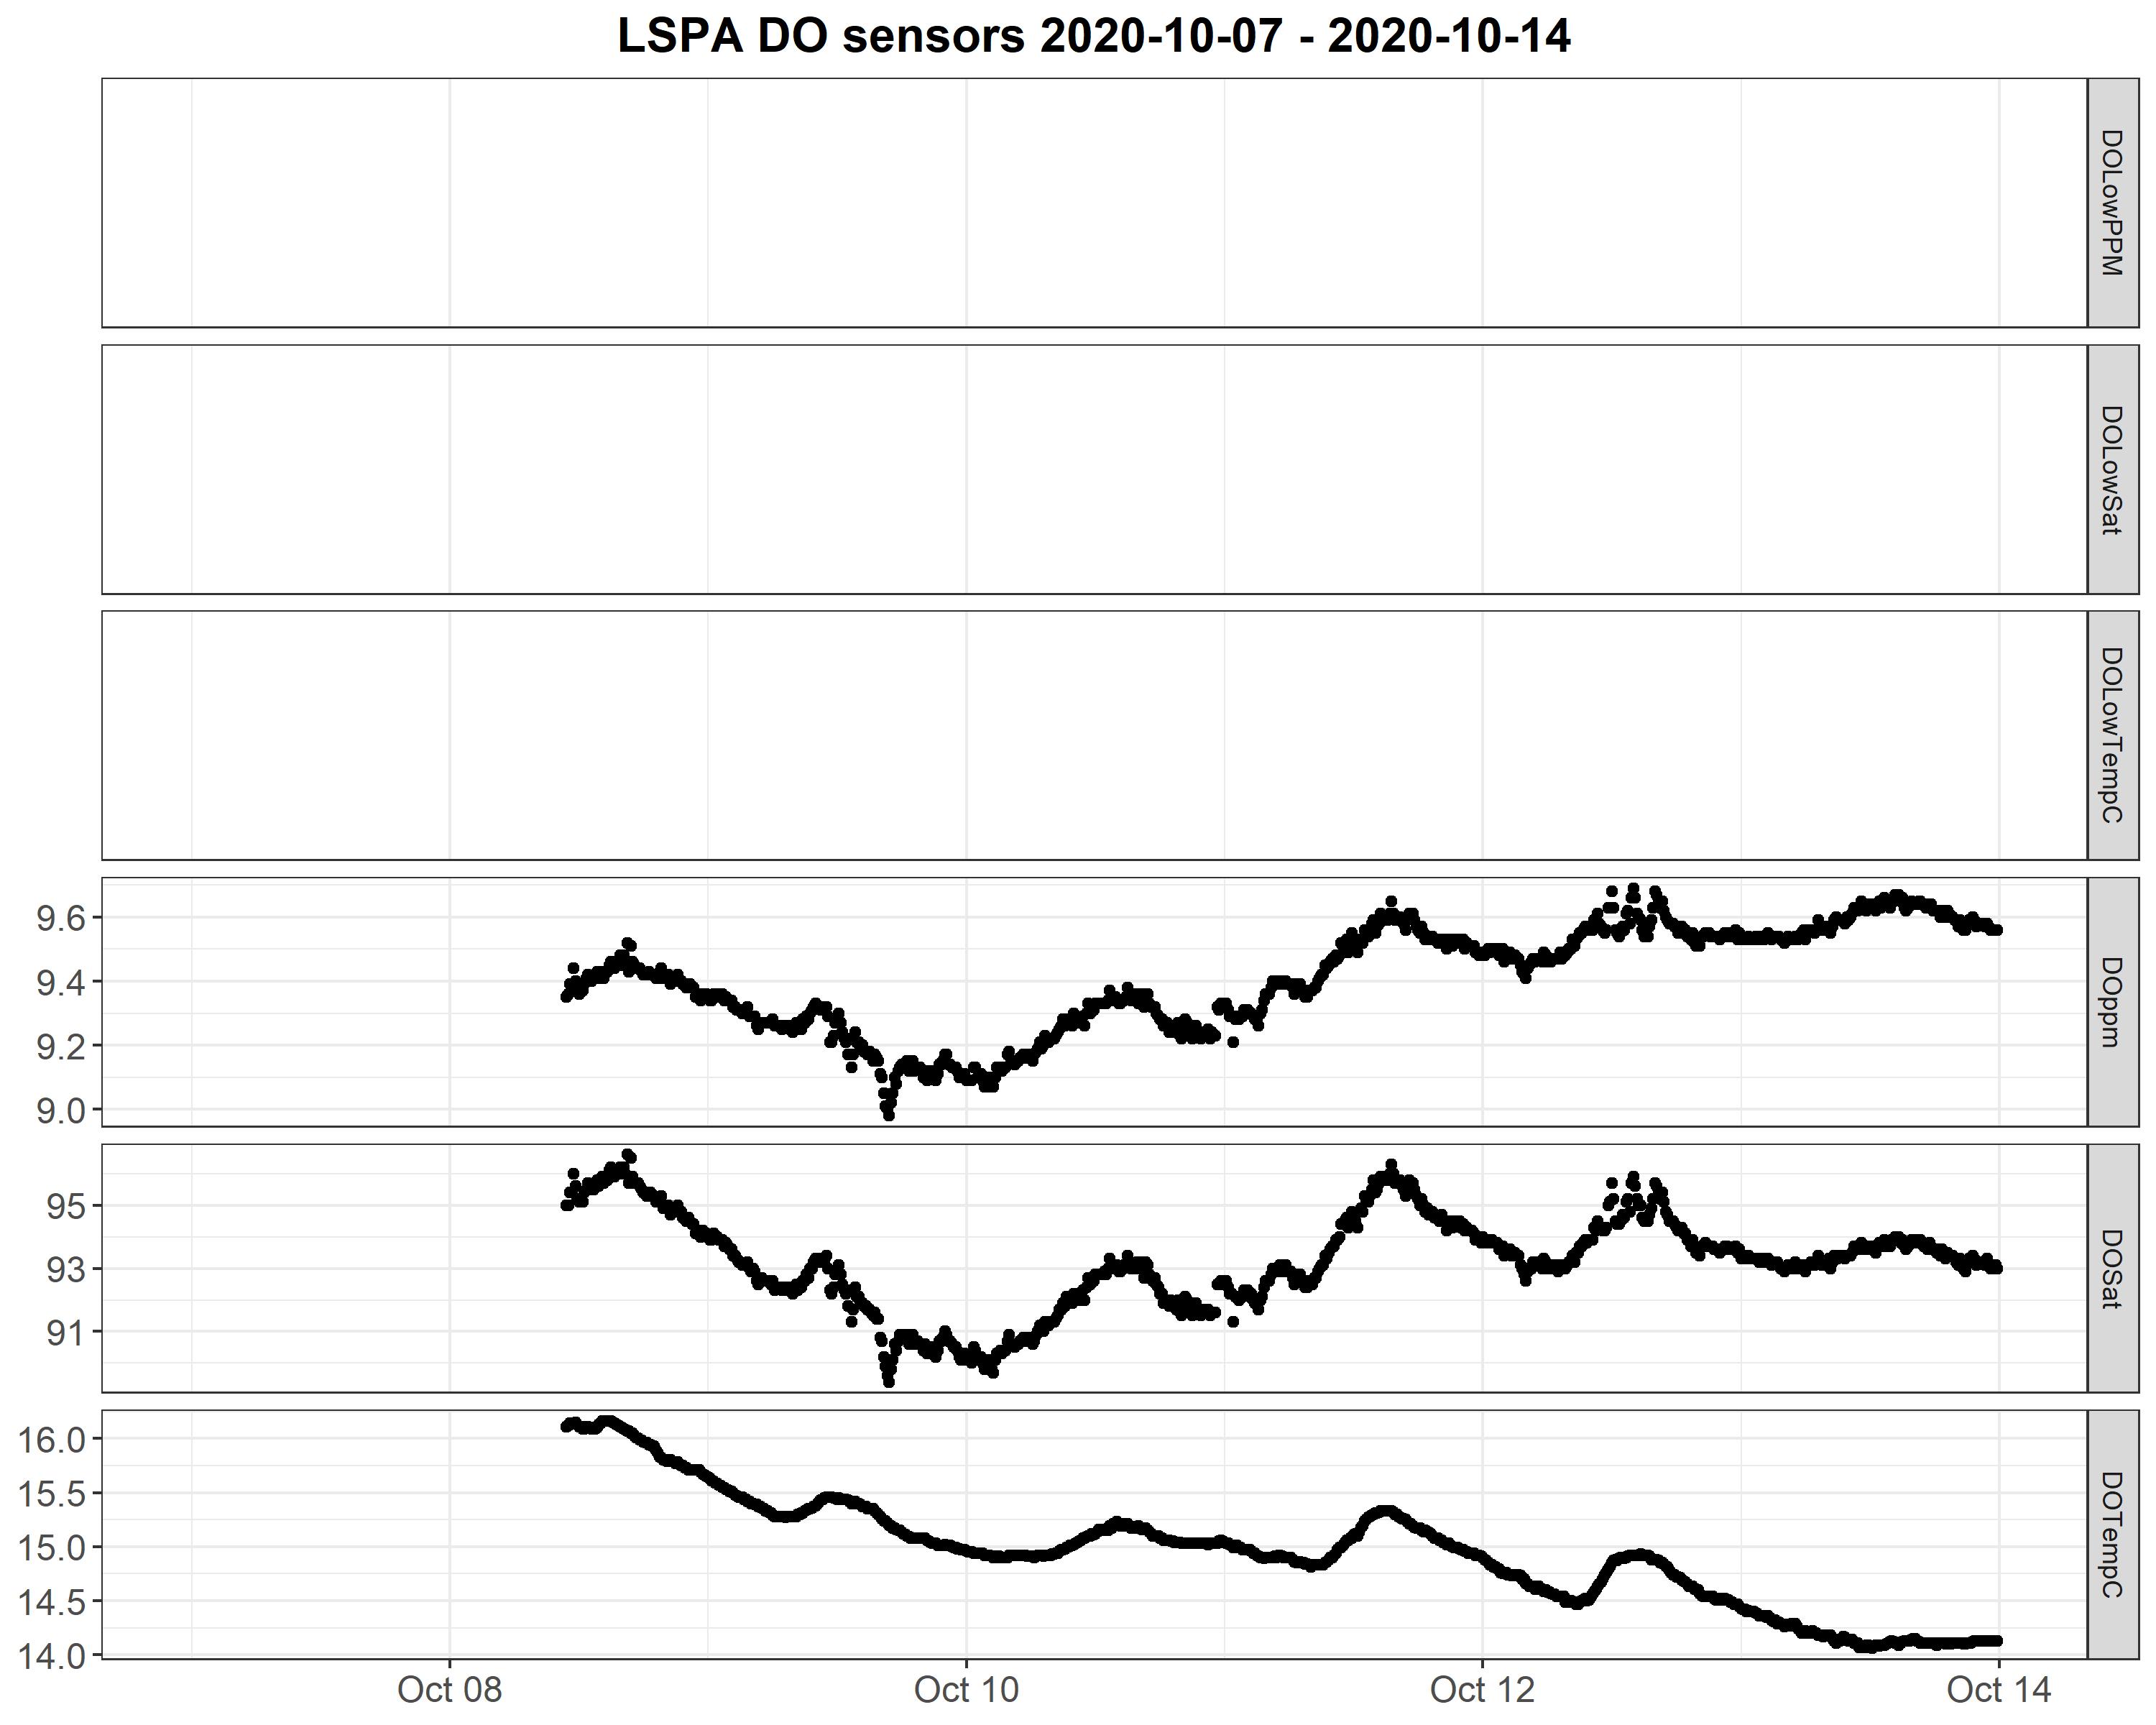 LSPA DO sensors 2020-10-07 - 2020-10-14
DOLowPPM
DOLowSat
DOLowTempC
9.6
9.4
9.2
9.0
DOppm
95
93
91
DOSat
16.0
15.5
15.0
14.5
14.0
DOTempC
Oct 08 Oct 10 Oct 12 Oct 14